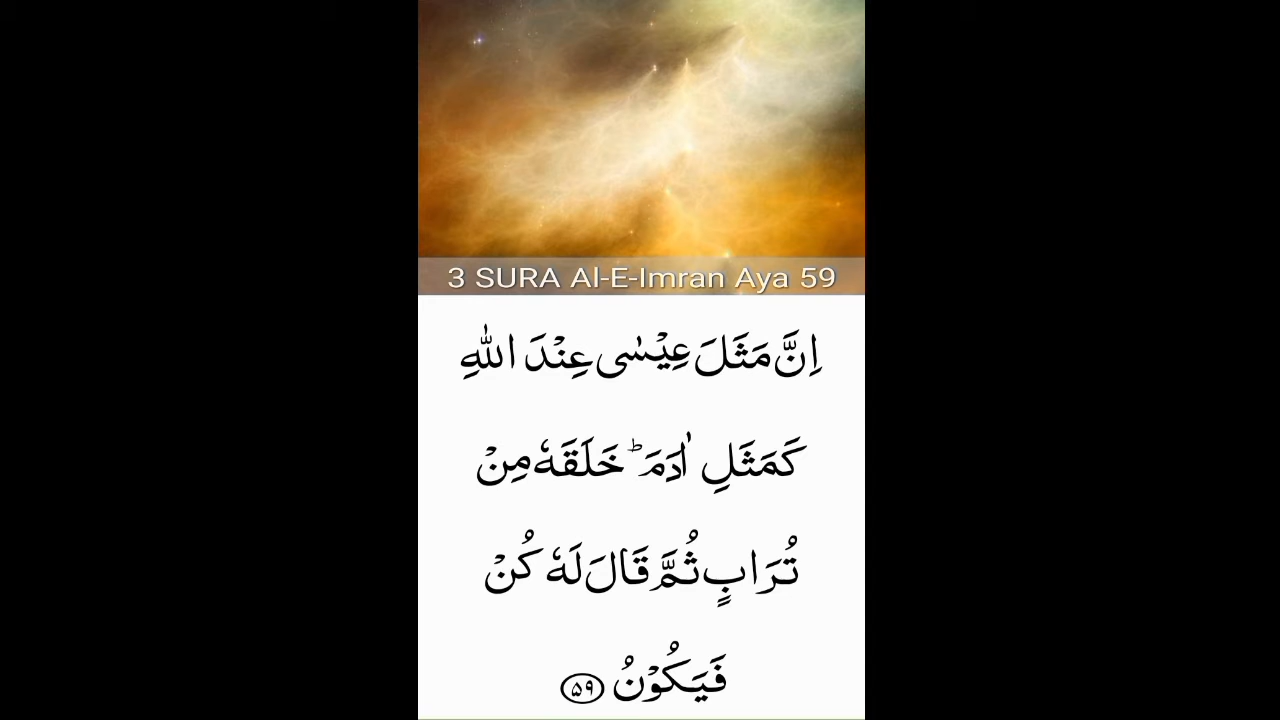 3 SURA Al-E-Imran Aya 59
اِنَّ مَثَلَ عِيْسٰى عِنْدَ اللّٰهِ
كَمَثَلِ اٰدَمَ ؕ خَلَقَهٗ مِنْ
تُرَابٍ ثُمَّ قَالَ لَهٗ كُنْ
فَيَكُوْنُ ۵۹